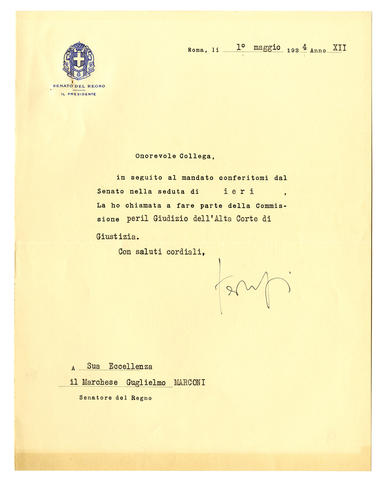 Roma, li 1º maggio 1934 Anno XII
SENATO DEL REGNO
IL PRESIDENTE
Onorevole Collega,
in seguito al mandato conferitomi dal
Senato nella seduta di ieri ,
La ho chiamata a fare parte della Commis-
sione peril Giudizio dell'Alta Corte di
Giustizia.
Con saluti cordiali,
A Sua Eccellenza
il Marchese Guglielmo MARCONI
Senatore del Regno